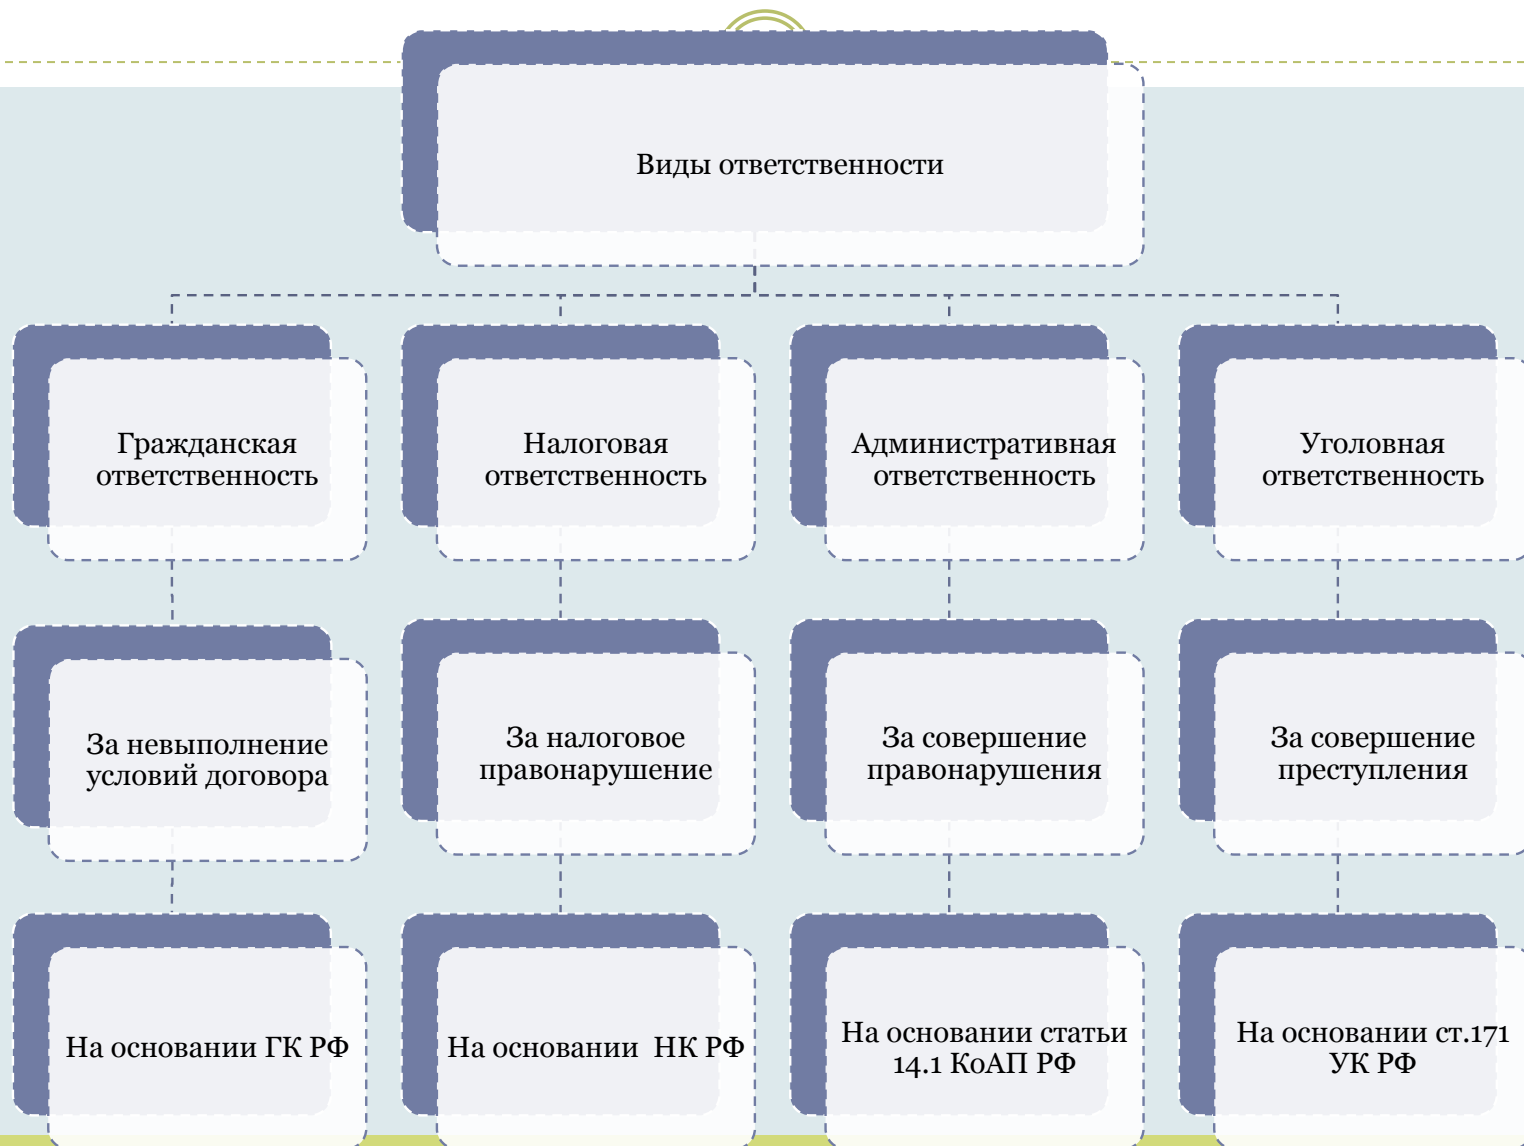 Виды ответственности
Гражданская
ответственность
Налоговая
ответственность
Административная
ответственность
Уголовная
ответственность
За невыполнение
условий договора
За налоговое
правонарушение
За совершение
правонарушения
За совершение
преступления
На основании ГК РФ
На основании  НК РФ
На основании статьи
14.1 КоАП РФ
На основании ст.171
УК РФ